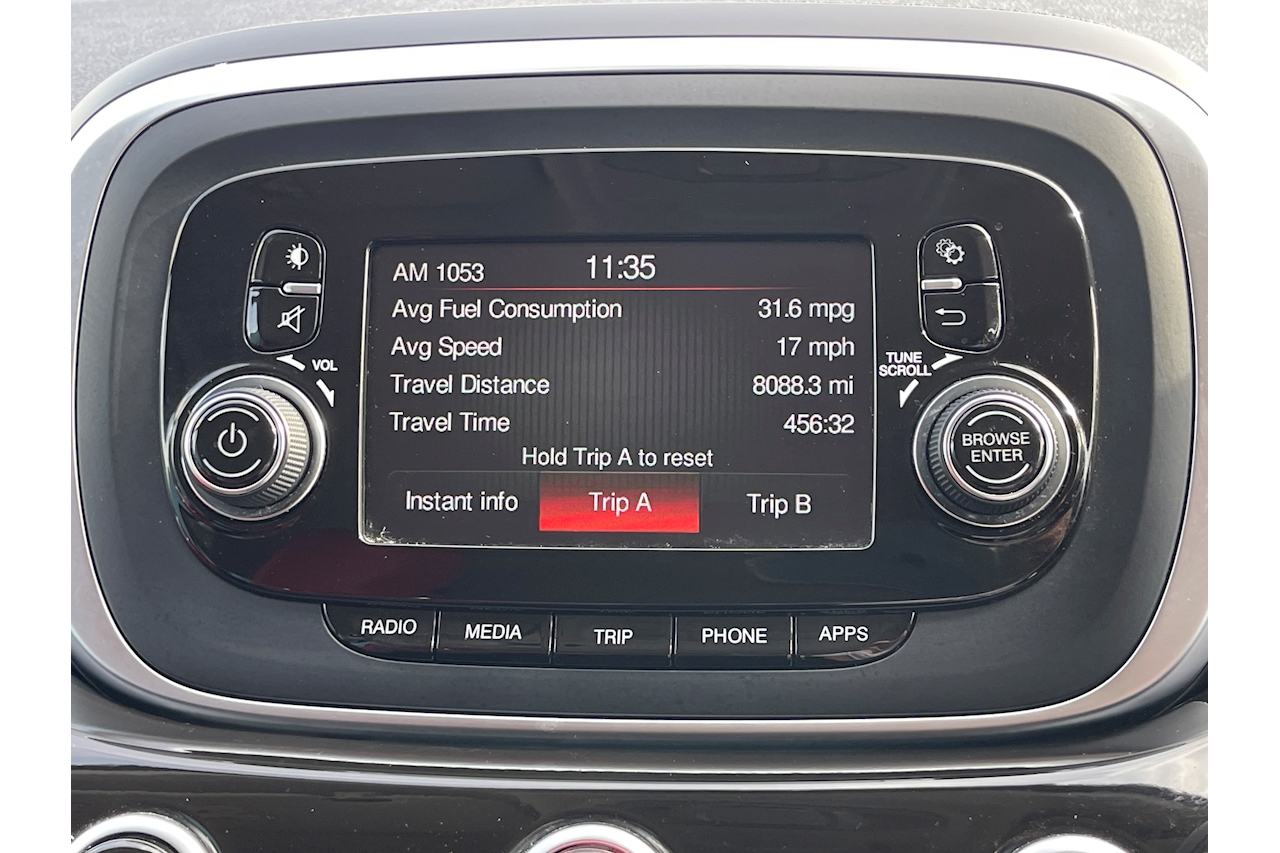 AM 1053 11:35
Avg Fuel Consumption 31.6 mpg
Avg Speed 17 mph
Travel Distance 8088.3 mi
Travel Time 456:32
Hold Trip A to reset
Instant info Trip A Trip B
VOL
TUNE
SCROLL
BROWSE
ENTER
RADIO MEDIA TRIP PHONE APPS